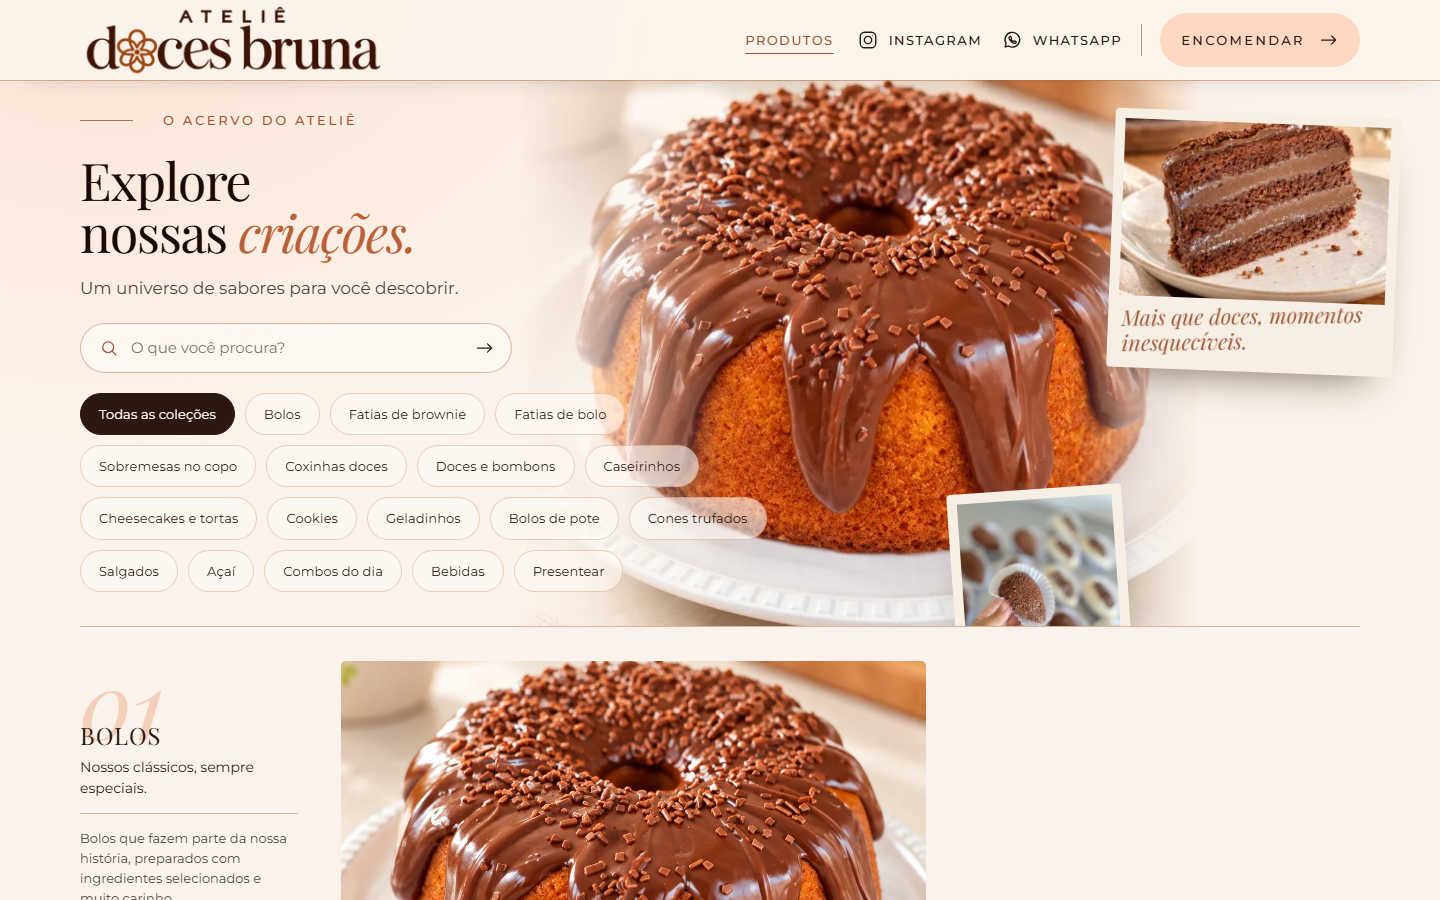 ATELIÊ
doces bruna
PRODUTOS
INSTAGRAM
WHATSAPP
ENCOMENDAR
O ACERVO DO ATELIÊ
Explore
nossas criações.
Um universo de sabores para você descobrir.
O que você procura?
Todas as coleções
Bolos
Fatias de brownie
Fatias de bolo
Sobremesas no copo
Coxinhas doces
Doces e bombons
Caseirinhos
Cheesecakes e tortas
Cookies
Geladinhos
Bolos de pote
Cones trufados
Salgados
Açaí
Combos do dia
Bebidas
Presentear
Mais que doces, momentos
inesquecíveis.
01
BOLOS
Nossos clássicos, sempre
especiais.
Bolos que fazem parte da nossa
história, preparados com
ingredientes selecionados e
muito carinho